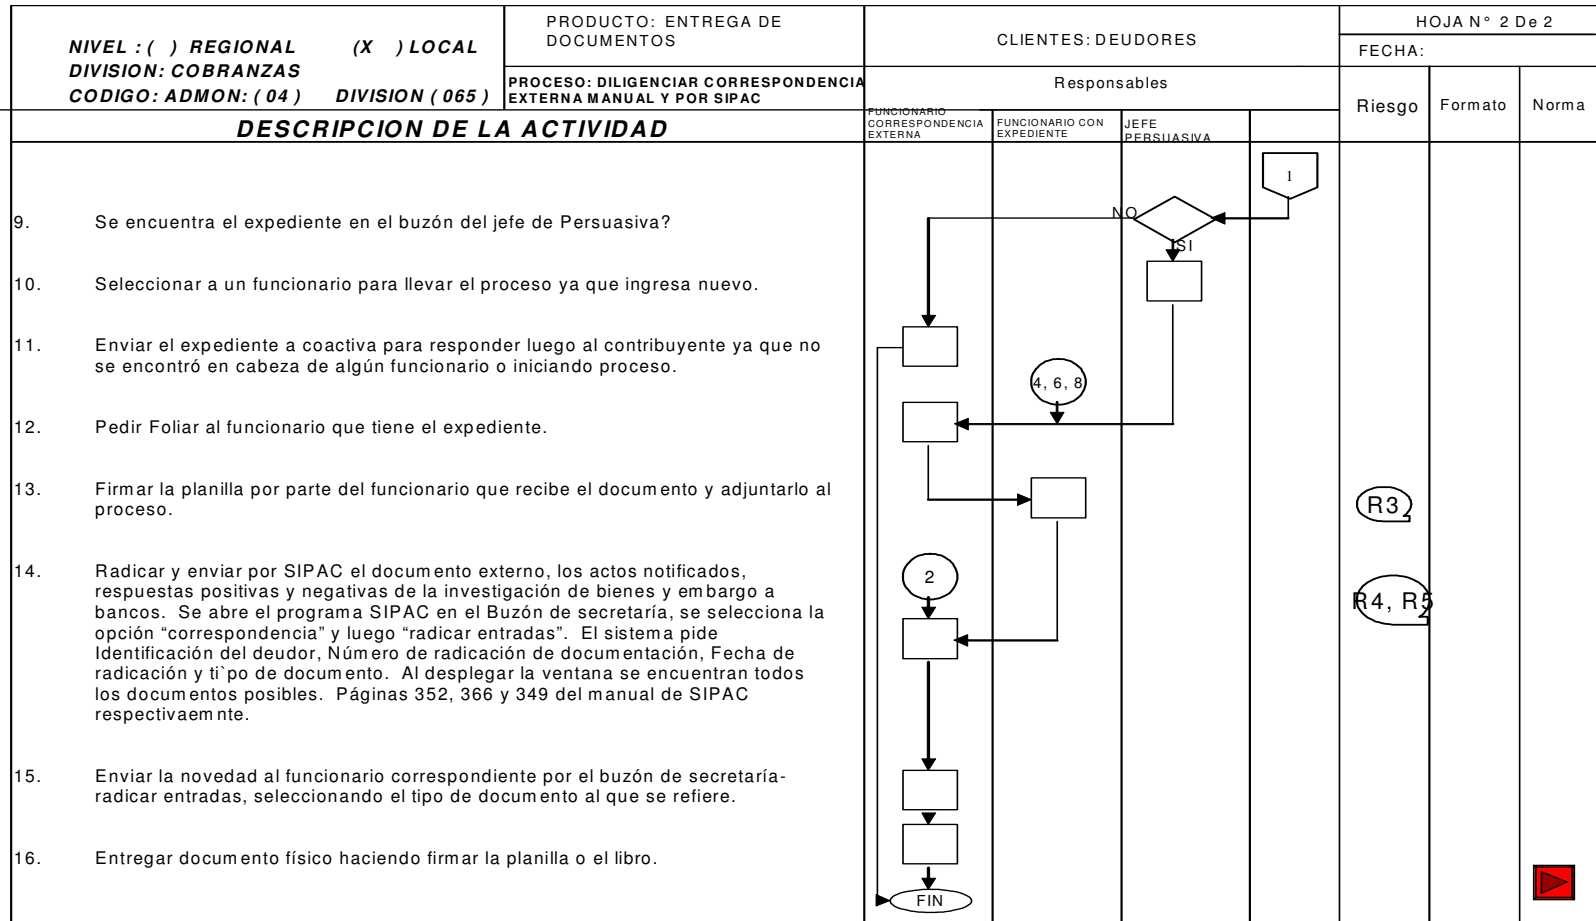 NIVEL : (  ) REGIONAL (X  ) LOCAL
DIVISION: COBRANZAS
CODIGO: ADMON: ( 04 ) DIVISION ( 065 )
PRODUCTO: ENTREGA DE
DOCUMENTOS
PROCESO: DILIGENCIAR CORRESPONDENCIA
EXTERNA MANUAL Y POR SIPAC
CLIENTES: DEUDORES
HOJA N° 2 De 2
FECHA:
Responsables
Riesgo
Formato
Norma
DESCRIPCION DE LA ACTIVIDAD
FUNCIONARIO
CORRESPONDENCIA
EXTERNA
FUNCIONARIO CON
EXPEDIENTE
JEFE
PERSUASIVA
1
9. Se encuentra el expediente en el buzón del jefe de Persuasiva?
NO
SI
10. Seleccionar a un funcionario para llevar el proceso ya que ingresa nuevo.
11. Enviar el expediente a coactiva para responder luego al contribuyente ya que no
se encontró en cabeza de algún funcionario o iniciando proceso.
4, 6, 8
12. Pedir Foliar al funcionario que tiene el expediente.
13. Firmar la planilla por parte del funcionario que recibe el documento y adjuntarlo al
proceso.
R3
14. Radicar y enviar por SIPAC el documento externo, los actos notificados,
respuestas positivas y negativas de la investigación de bienes y embargo a
bancos. Se abre el programa SIPAC en el Buzón de secretaría, se selecciona la
opción “correspondencia” y luego “radicar entradas”. El sistema pide
Identificación del deudor, Número de radicación de documentación, Fecha de
radicación y ti`po de documento. Al desplegar la ventana se encuentran todos
los documentos posibles. Páginas 352, 366 y 349 del manual de SIPAC
respectivaemnte.
2
R4, R5
15. Enviar la novedad al funcionario correspondiente por el buzón de secretaría-
radicar entradas, seleccionando el tipo de documento al que se refiere.
16. Entregar documento físico haciendo firmar la planilla o el libro.
FIN